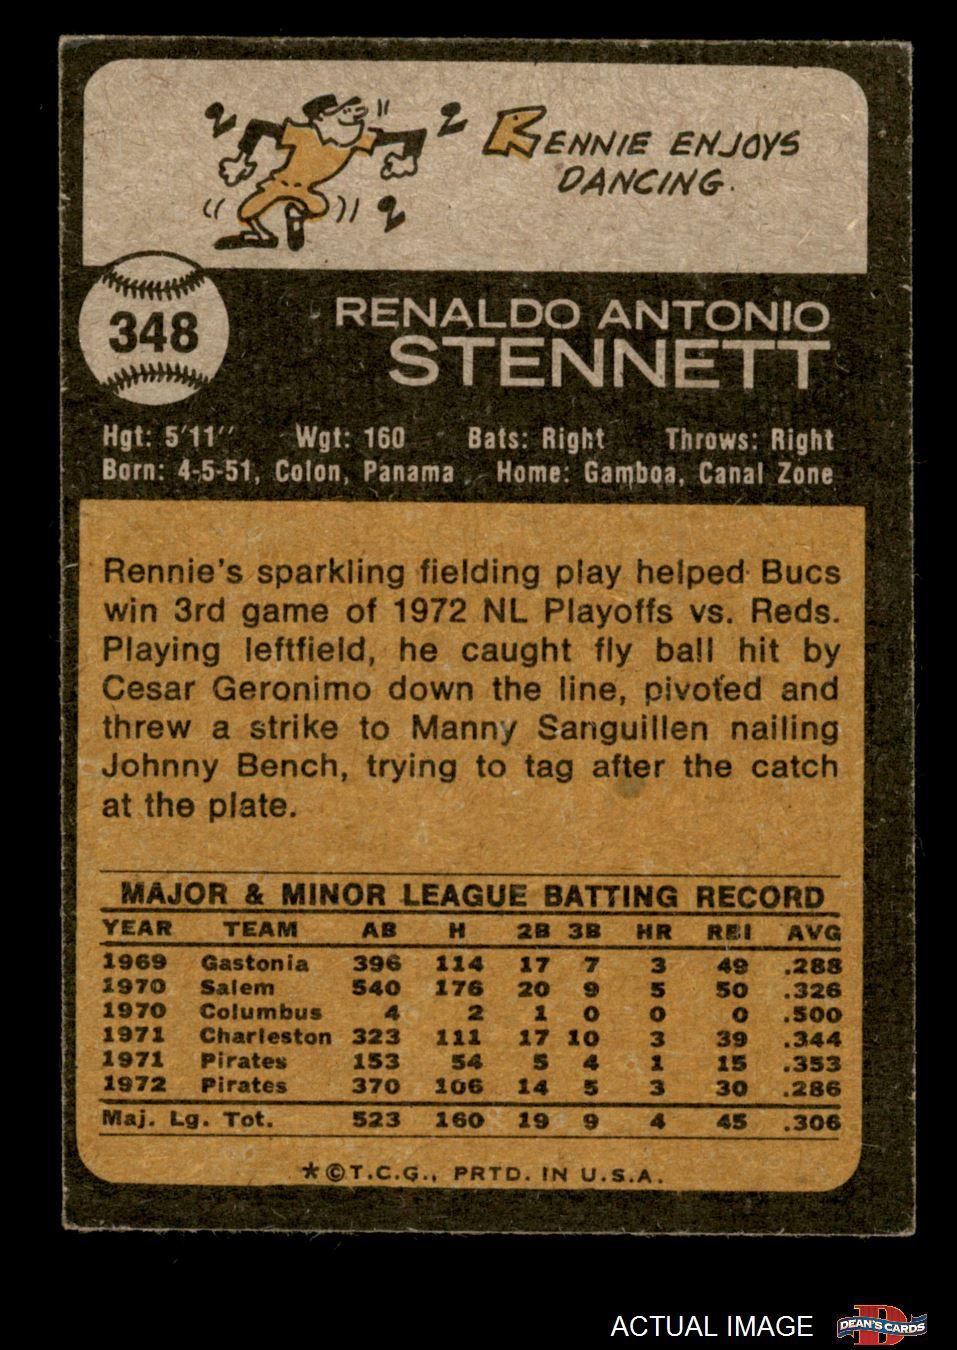 RENNIE ENJOYS
DANCING.
348
RENALDO ANTONIO
STENNETT
Hgt: 5'11" Wgt: 160 Bats: Right Throws: Right
Born: 4-5-51, Colon, Panama Home: Gamboa, Canal Zone
Rennie's sparkling fielding play helped Bucs
win 3rd game of 1972 NL Playoffs vs. Reds.
Playing leftfield, he caught fly ball hit by
Cesar Geronimo down the line, pivoted and
threw a strike to Manny Sanguillen nailing
Johnny Bench, trying to tag after the catch
at the plate.
MAJOR & MINOR LEAGUE BATTING RECORD
YEAR TEAM AB H 2B 3B HR RBI AVG
1969 Gastonia 396 114 17 7 3 49 .288
1970 Salem 540 176 20 9 5 50 .326
1970 Columbus 4 2 1 0 0 0 .500
1971 Charleston 323 111 17 10 3 39 .344
1971 Pirates 153 54 5 4 1 15 .353
1972 Pirates 370 106 14 5 3 30 .286
Maj. Lg. Tot. 523 160 19 9 4 45 .306
*©T.C.G., PRTD. IN U.S.A.
ACTUAL IMAGE
D
DEAN'S CARDS